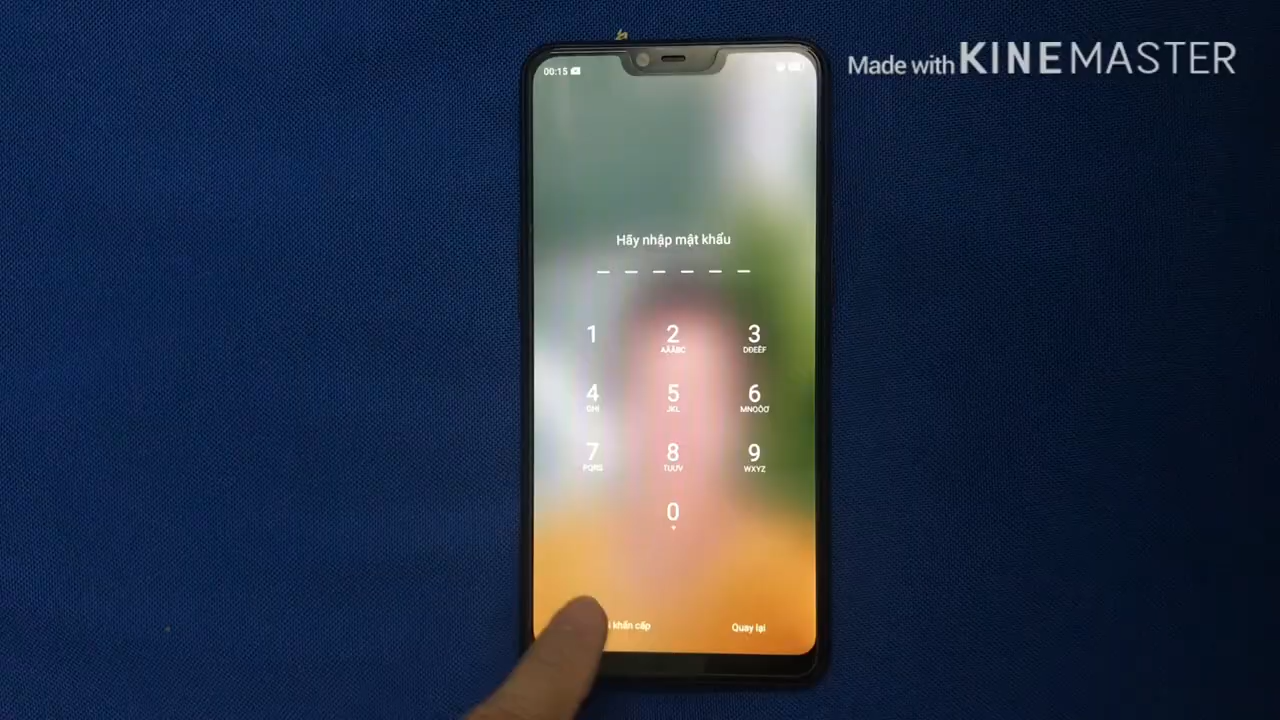 Made with KINEMASTER
00:15
Hãy nhập mật khẩu
1 2 3
AĂÂBC DĐEÊF
4 5 6
GHI JKL MNOÔƠ
7 8 9
PQRS TUƯV WXYZ
0
+
khẩn cấp Quay lại